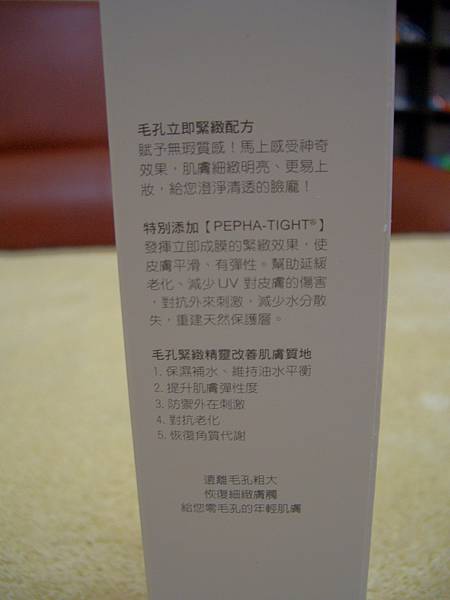 毛孔立即緊緻配方
賦予無瑕質感！馬上感受神奇
效果，肌膚細緻明亮、更易上
妝，給您澄淨清透的臉龐！
特別添加【PEPHA-TIGHT®】
發揮立即成膜的緊緻效果，使
皮膚平滑、有彈性。幫助延緩
老化、減少UV 對皮膚的傷害
，對抗外來刺激，減少水分散
失，重建天然保護層。
毛孔緊緻精靈改善肌膚質地
1. 保濕補水、維持油水平衡
2. 提升肌膚彈性度
3. 防禦外在刺激
4. 對抗老化
5. 恢復角質代謝
遠離毛孔粗大
恢復細緻膚觸
給您零毛孔的年輕肌膚